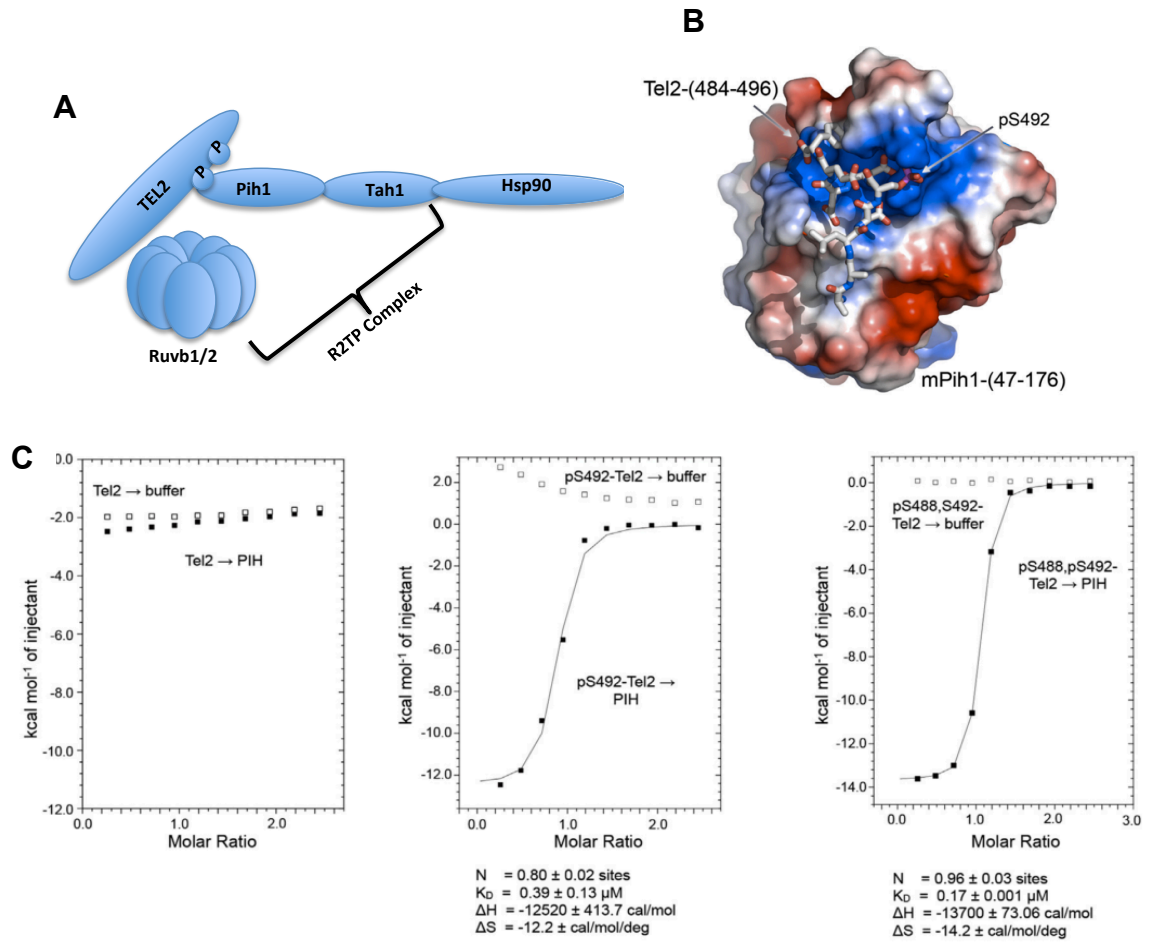 A
TEL2
P
P
Pih1
Tah1
Hsp90
Ruvb1/2
R2TP Complex
B
Tel2-(484-496)
pS492
mPih1-(47-176)
C
0.0
-2.0
-4.0
-6.0
-8.0
-10.0
-12.0
kcal mol-1 of injectant
Tel2 → buffer
Tel2 → PIH
0.0
1.0
2.0
Molar Ratio
2.0
0.0
-2.0
-4.0
-6.0
-8.0
-10.0
-12.0
kcal mol-1 of injectant
pS492-Tel2 → buffer
pS492-Tel2 →
PIH
0.0
1.0
2.0
Molar Ratio
N = 0.80 ± 0.02 sites
KD = 0.39 ± 0.13 µM
ΔH = -12520 ± 413.7 cal/mol
ΔS = -12.2 ± cal/mol/deg
0.0
-2.0
-4.0
-6.0
-8.0
-10.0
-12.0
-14.0
kcal mol-1 of injectant
pS488,S492-
Tel2 → buffer
pS488,pS492-
Tel2 → PIH
0.0
1.0
2.0
3.0
Molar Ratio
N = 0.96 ± 0.03 sites
KD = 0.17 ± 0.001 µM
ΔH = -13700 ± 73.06 cal/mol
ΔS = -14.2 ± cal/mol/deg